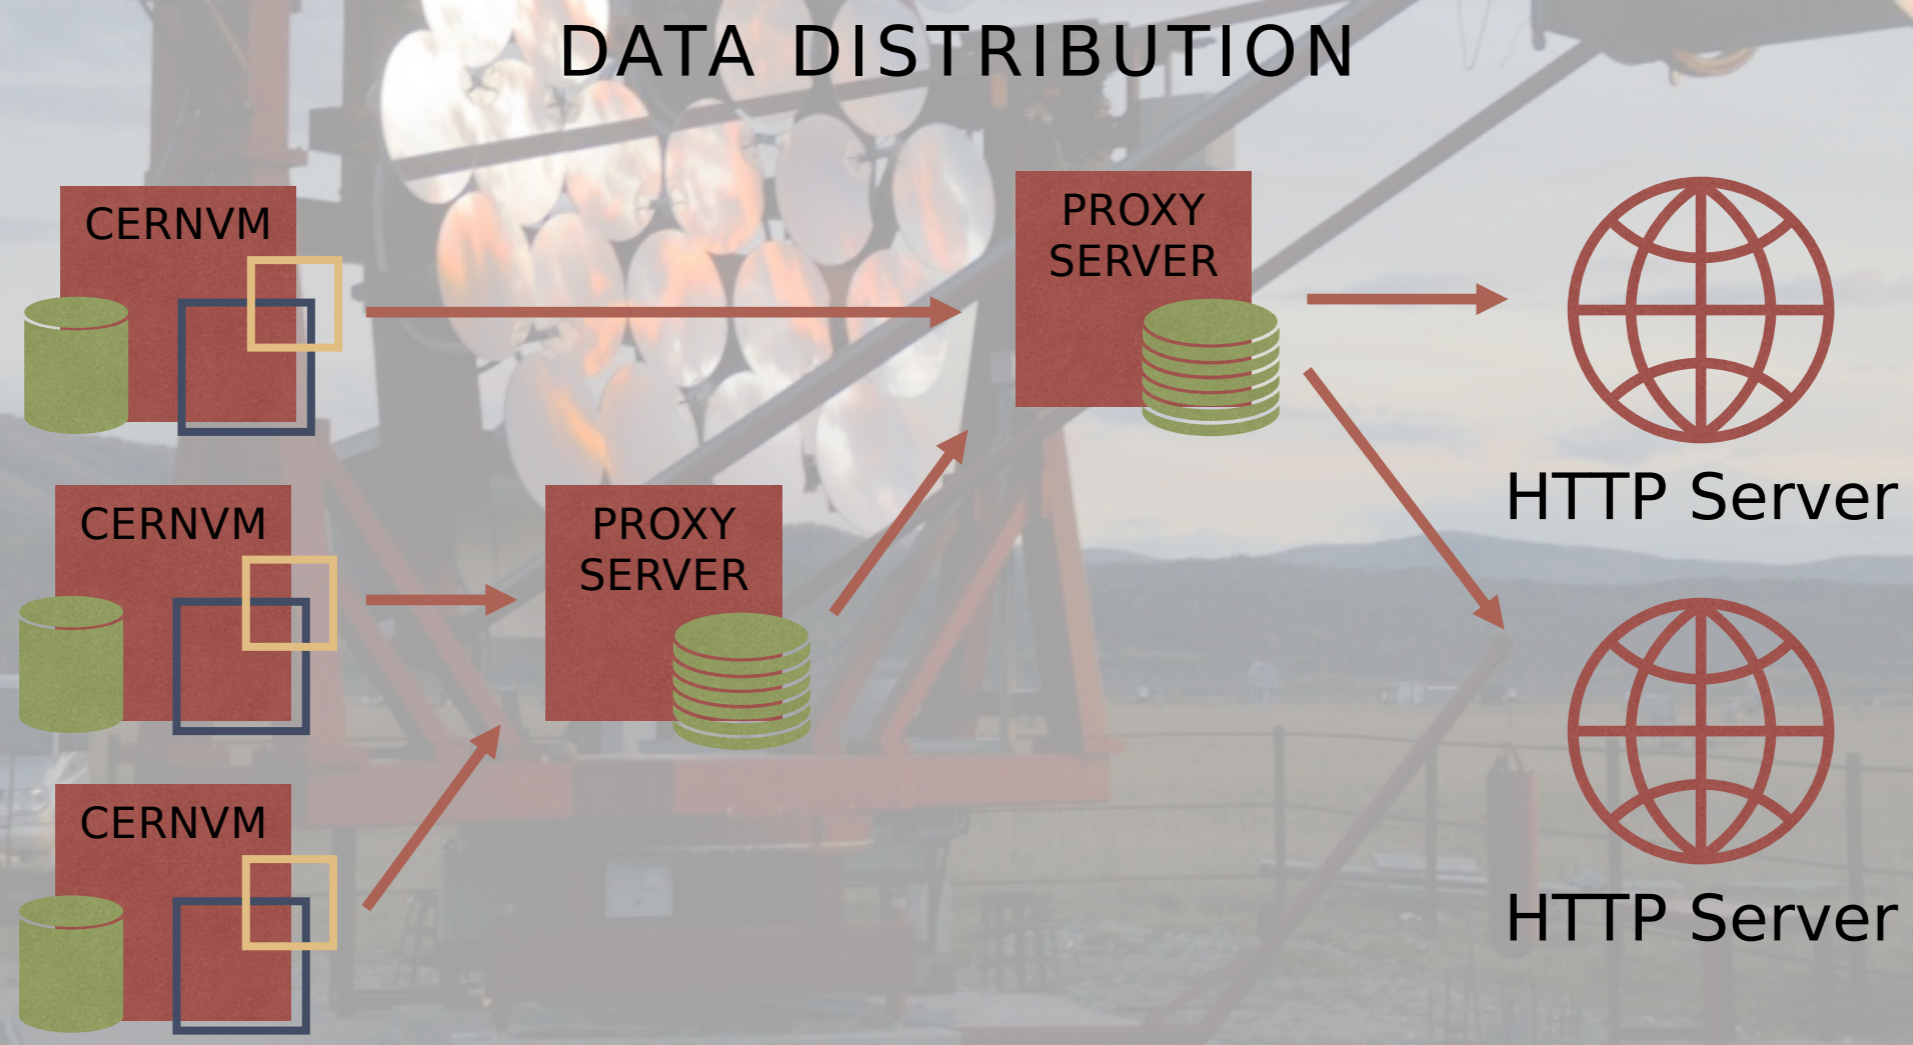 DATA DISTRIBUTION
CERNVM
PROXY
SERVER
HTTP Server
CERNVM
PROXY
SERVER
CERNVM
HTTP Server